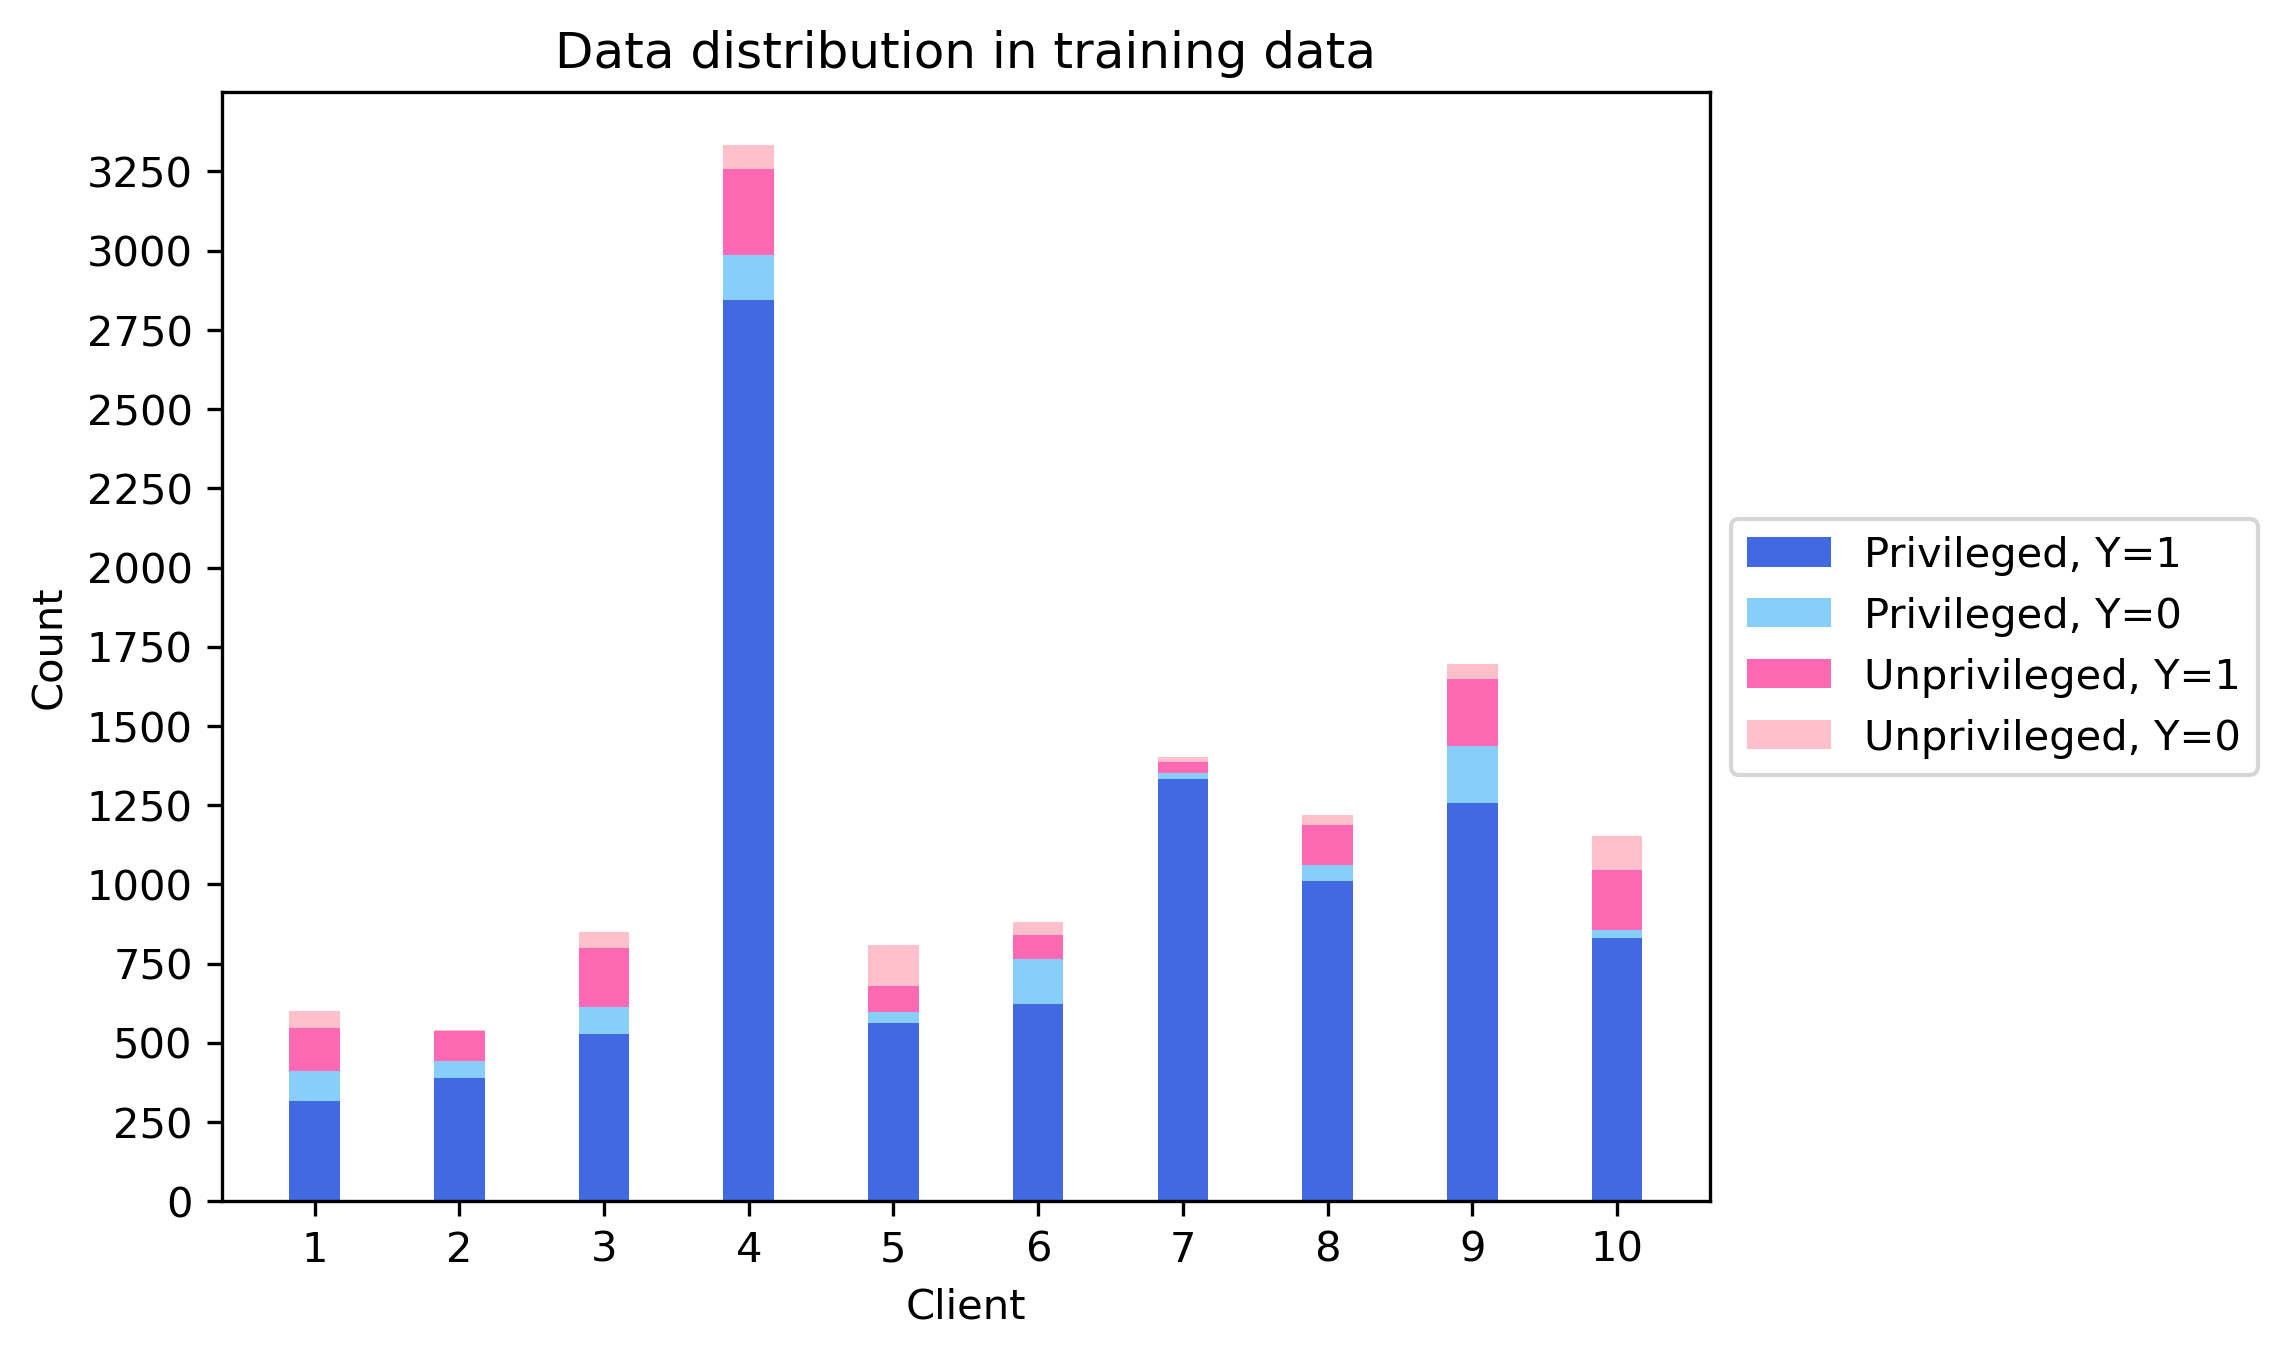 Data distribution in training data
3250
3000
2750
2500
2250
2000
1750
1500
1250
1000
750
500
250
0
Count
1 2 3 4 5 6 7 8 9 10
Client
Privileged, Y=1
Privileged, Y=0
Unprivileged, Y=1
Unprivileged, Y=0